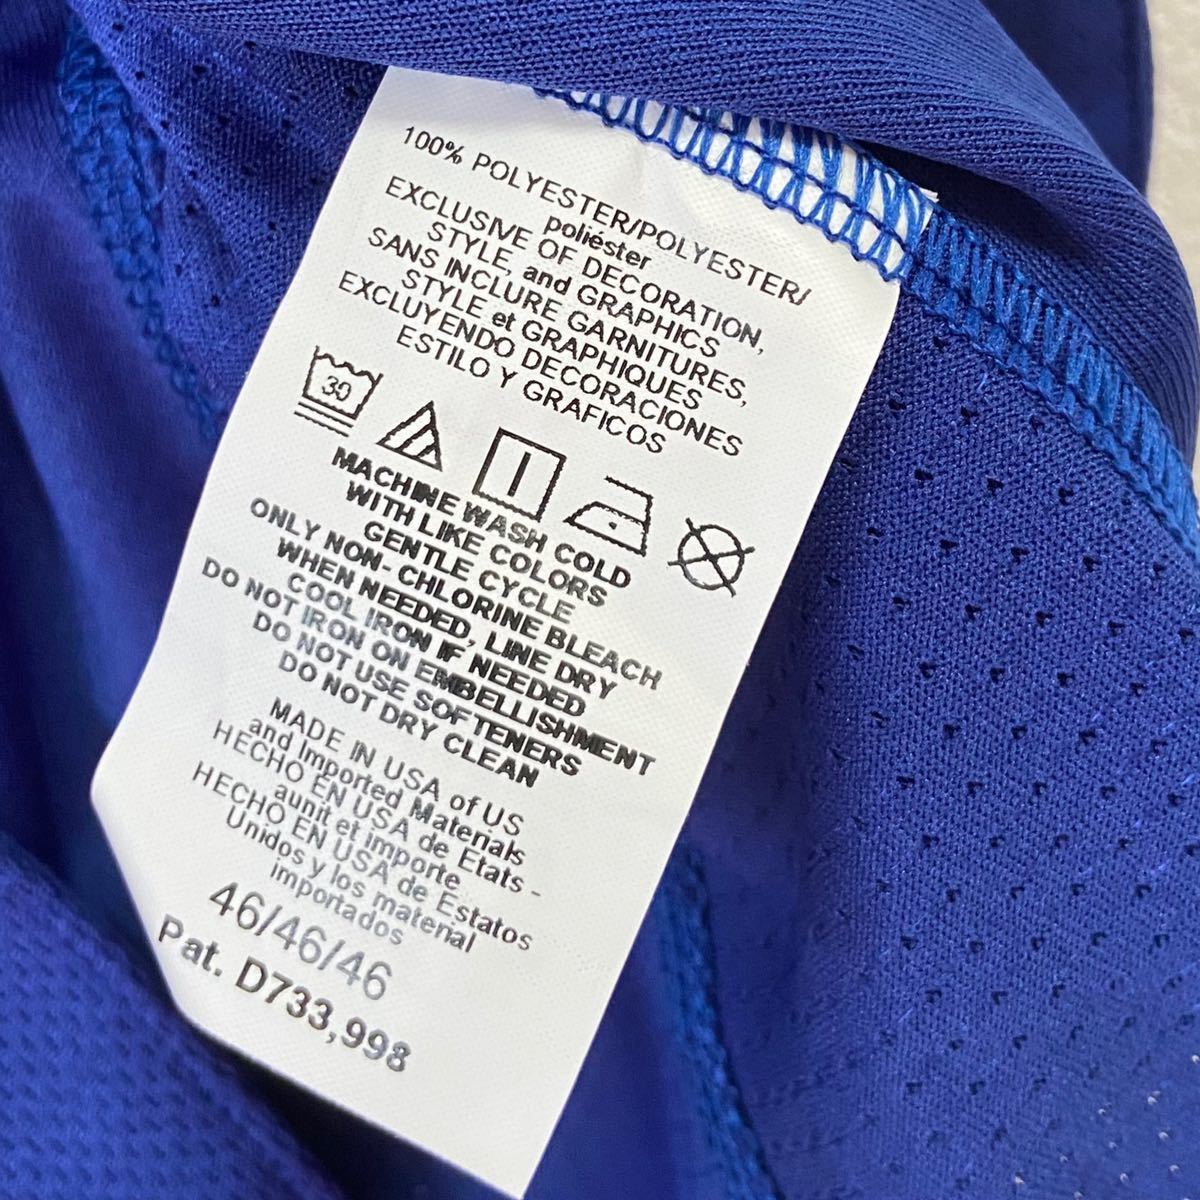 100% POLYESTER/POLYESTER/
poliéster
EXCLUSIVE OF DECORATION,
STYLE, and GRAPHICS
SANS INCLURE GARNITURES,
STYLE et GRAPHIQUES
EXCLUYENDO DECORACIONES
ESTILO Y GRAFICOS
30
MACHINE WASH COLD
WITH LIKE COLORS
GENTLE CYCLE
ONLY NON-CHLORINE BLEACH
WHEN NEEDED, LINE DRY
COOL IRON IF NEEDED
DO NOT IRON ON EMBELLISHMENT
DO NOT USE SOFTENERS
DO NOT DRY CLEAN
MADE IN USA of US
and Imported Materials
HECHO EN USA de Etats -
aunit et importe
HECHO EN USA de Estatos
Unidos y los material
importados
46/46/46
Pat. D733,998